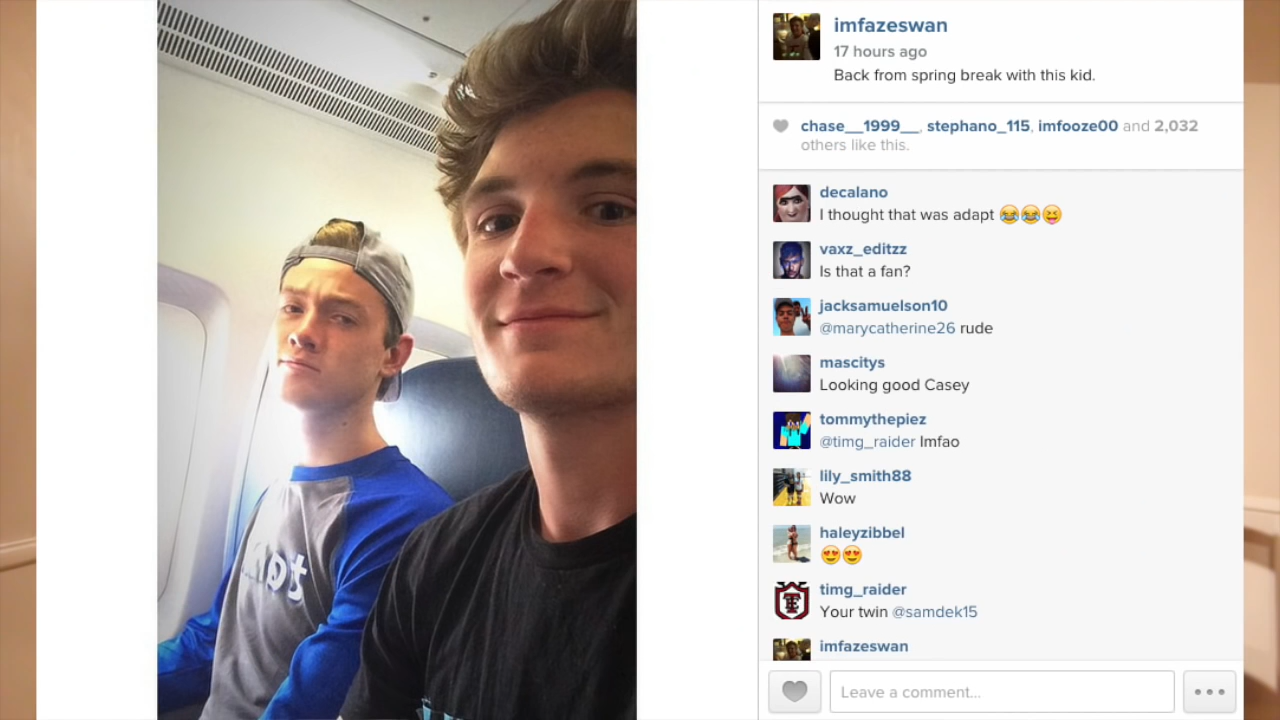 imfazeswan
17 hours ago
Back from spring break with this kid.
chase__1999__, stephano_115, imfooze00 and 2,032
others like this.
decalano
I thought that was adapt 😂😂😝
vaxz_editzz
Is that a fan?
jacksamuelson10
@marycatherine26 rude
mascitys
Looking good Casey
tommythepiez
@timg_raider lmfao
lily_smith88
Wow
haleyzibbel
😍😍
timg_raider
Your twin @samdek15
imfazeswan
Leave a comment...